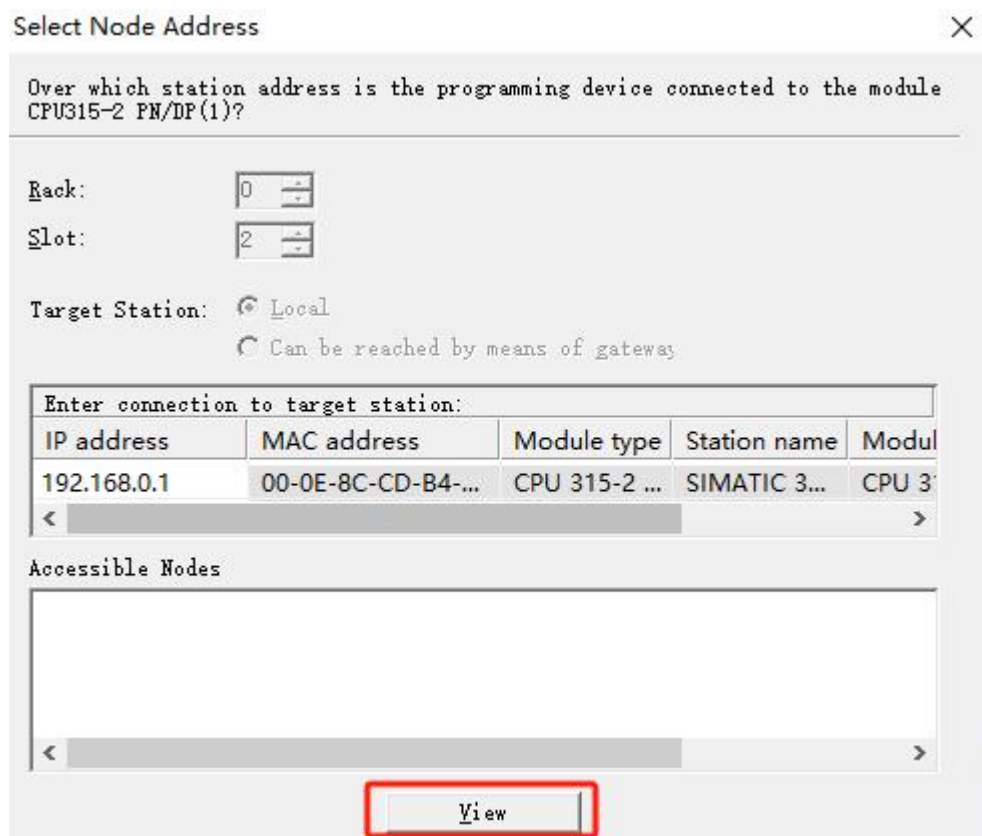 Select Node Address
Over which station address is the programming device connected to the module
CPU315-2 PN/DP(1)?
Rack: 0
Slot: 2
Target Station: Local
Can be reached by means of gateway
Enter connection to target station:
IP address MAC address Module type Station name Modul
192.168.0.1 00-0E-8C-CD-B4-... CPU 315-2 ... SIMATIC 3... CPU 3
Accessible Nodes
View